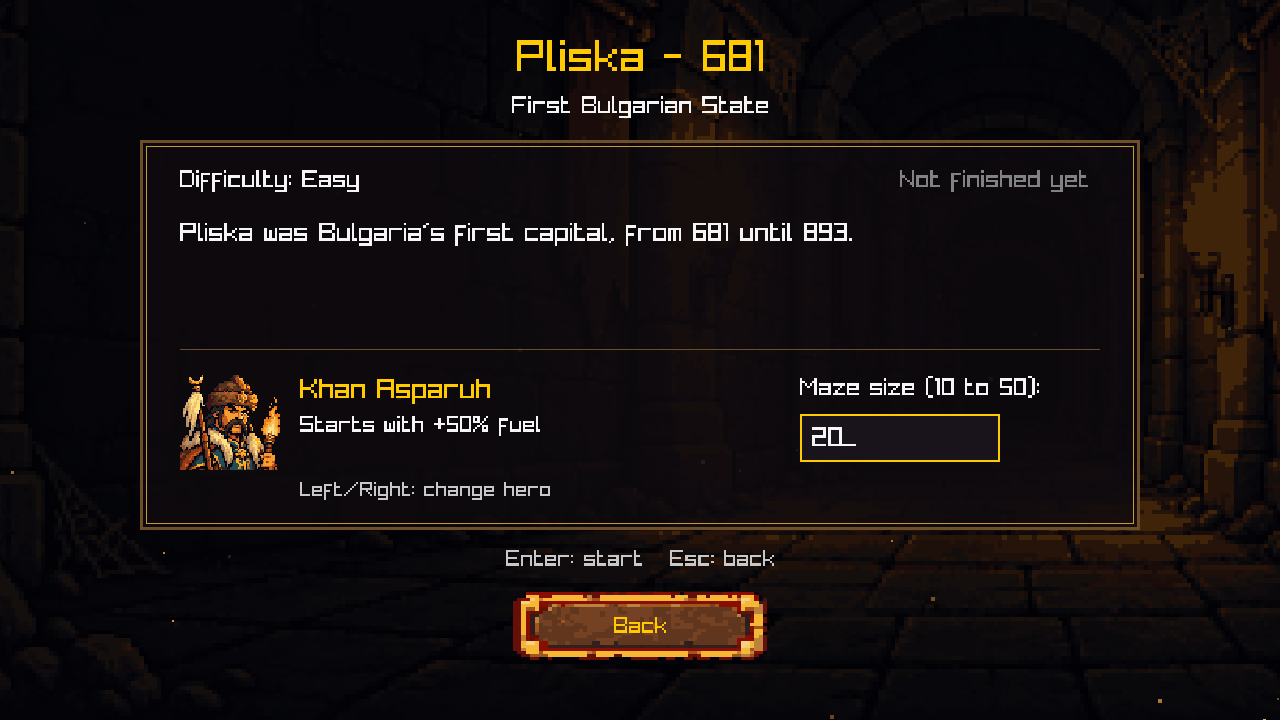 Pliska - 681
First Bulgarian State
Difficulty: Easy
Not finished yet
Pliska was Bulgaria's first capital, from 681 until 893.
Khan Asparuh
Starts with +50% fuel
Left/Right: change hero
Maze size (10 to 50):
20_
Enter: start Esc: back
Back